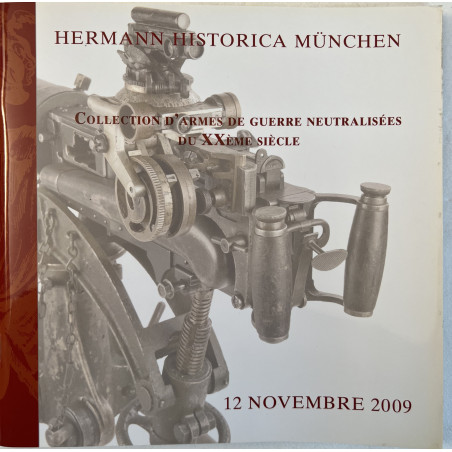 HERMANN HISTORICA MÜNCHEN
COLLECTION D'ARMES DE GUERRE NEUTRALISÉES
DU XXÈME SIÈCLE
12 NOVEMBRE 2009